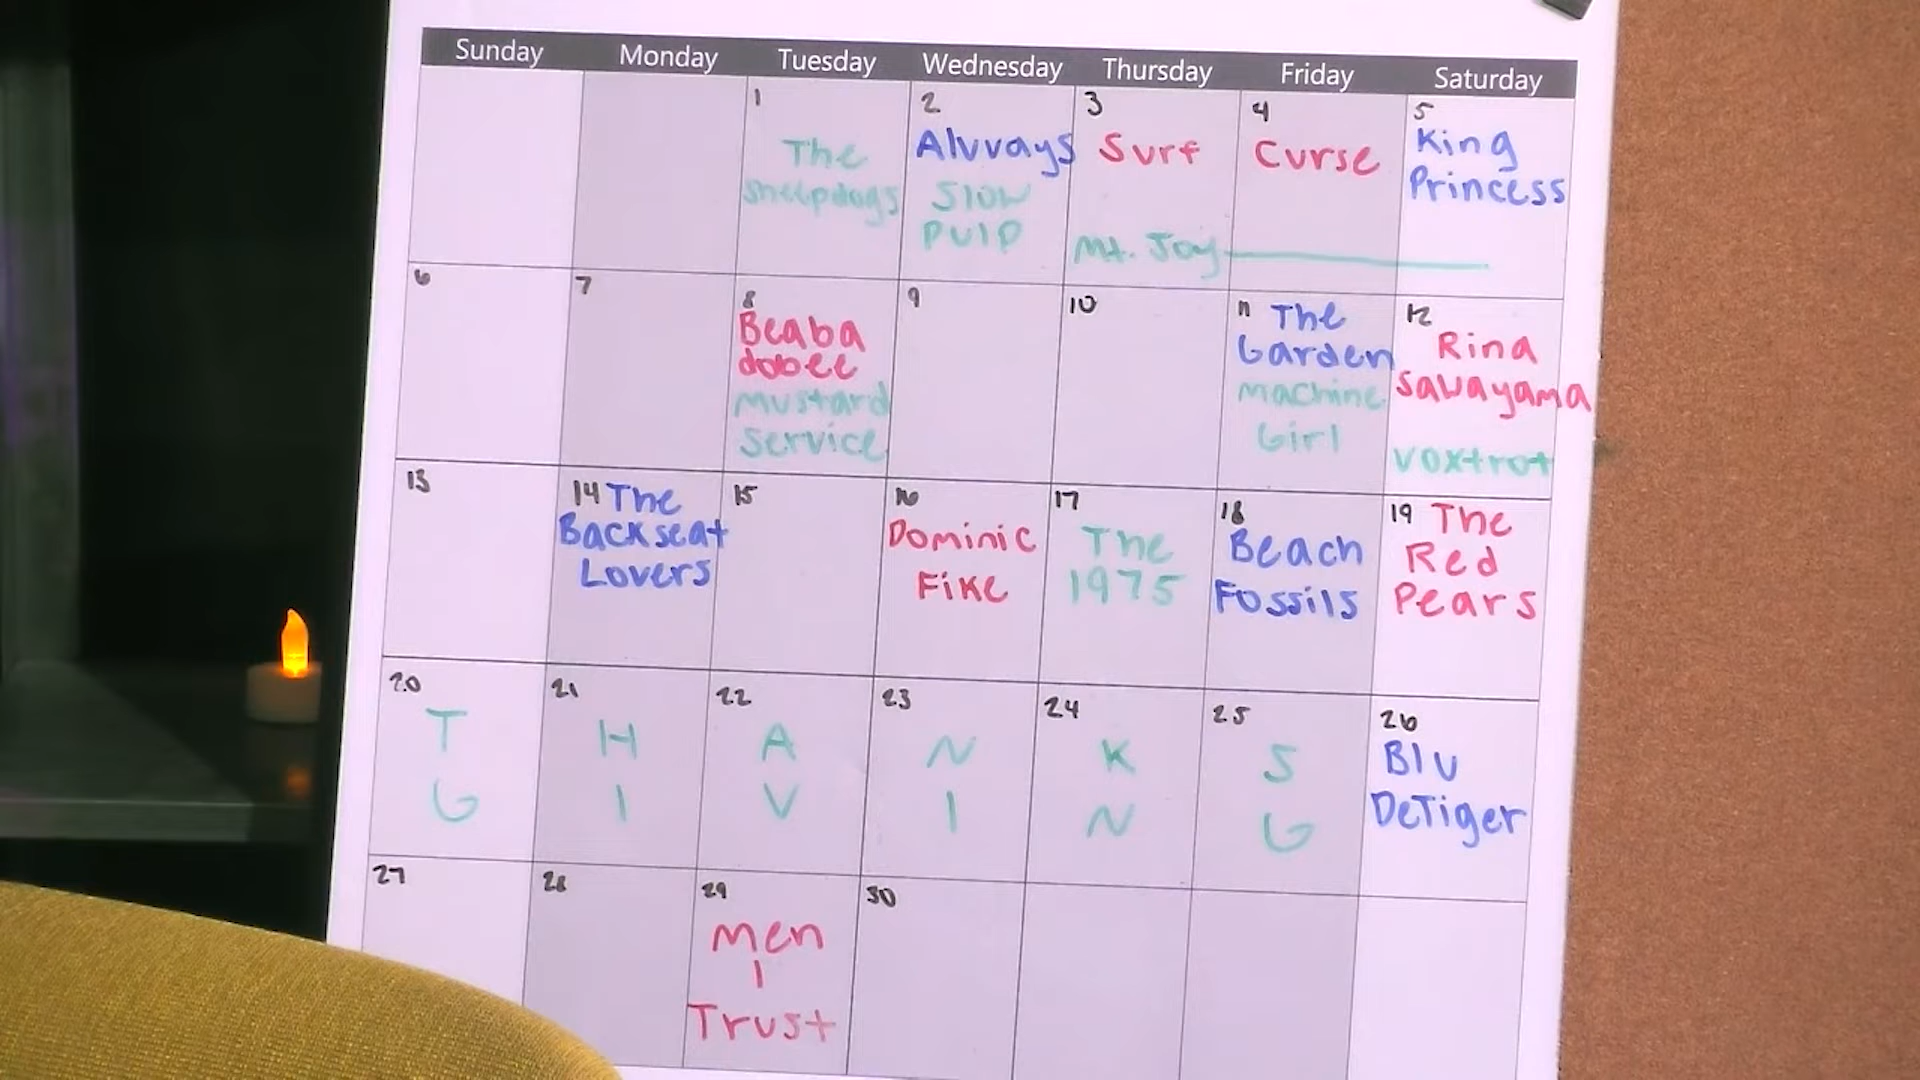 Sunday Monday Tuesday Wednesday Thursday Friday Saturday
1
The
Sheepdogs
2
Alvvays
Slow
Pulp
3
Surf
Mt. Joy
4
Curse
5
King
Princess
6
7
8
Beaba
dobee
Mustard
Service
9
10
11 The
Garden
Machine
Girl
12
Rina
Sawayama
Voxtrot
13
14 The
Backseat
Lovers
15
16
Dominic
Fike
17
The
1975
18
Beach
Fossils
19 The
Red
Pears
20
T
G
21
H
I
22
A
V
23
N
I
24
K
N
25
S
G
26
Blu
DeTiger
27
28
29
Men
I
Trust
30